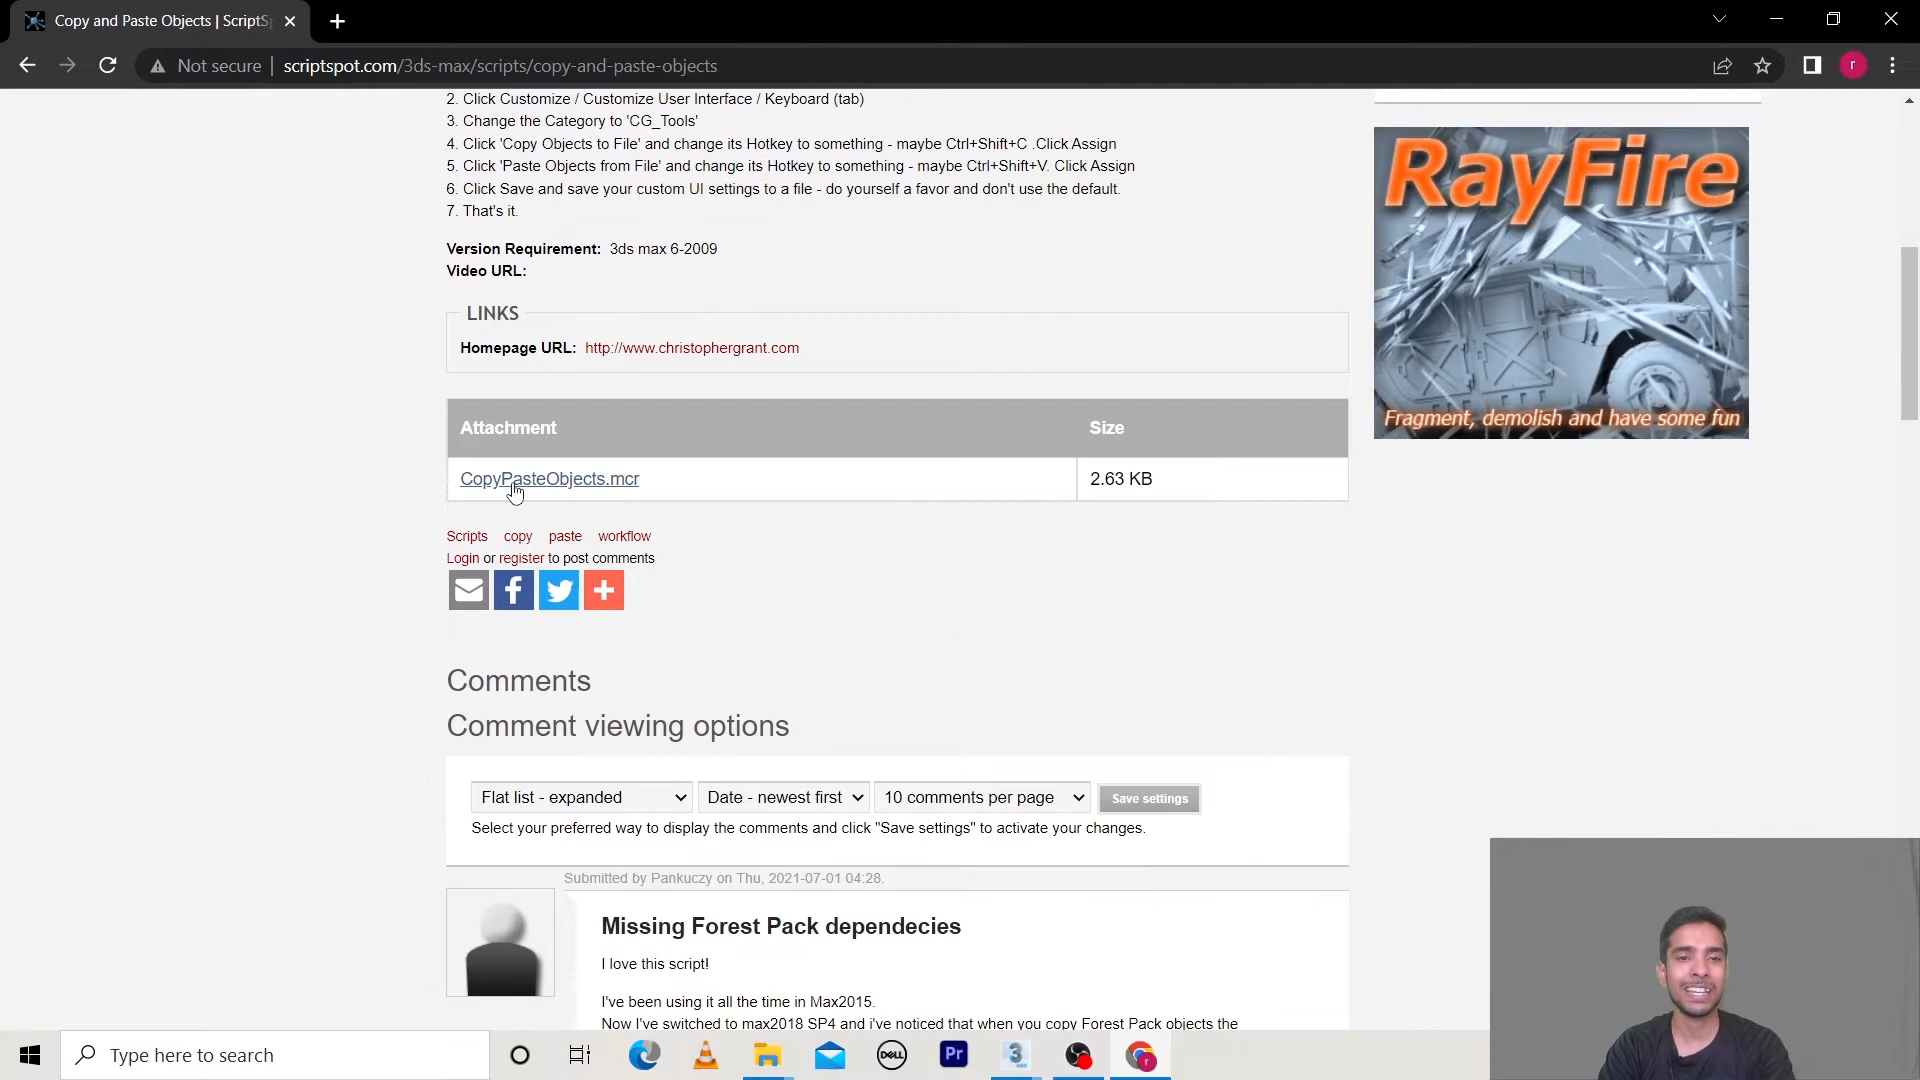 Copy and Paste Objects | ScriptS
Not secure | scriptspot.com/3ds-max/scripts/copy-and-paste-objects
r
2. Click Customize / Customize User Interface / Keyboard (tab)
3. Change the Category to 'CG_Tools'
4. Click 'Copy Objects to File' and change its Hotkey to something - maybe Ctrl+Shift+C .Click Assign
5. Click 'Paste Objects from File' and change its Hotkey to something - maybe Ctrl+Shift+V. Click Assign
6. Click Save and save your custom UI settings to a file - do yourself a favor and don't use the default.
7. That's it.
Version Requirement: 3ds max 6-2009
Video URL:
LINKS
Homepage URL: http://www.christophergrant.com
Attachment Size
CopyPasteObjects.mcr 2.63 KB
Scripts copy paste workflow
Login or register to post comments
RayFire
Fragment, demolish and have some fun
Comments
Comment viewing options
Flat list - expanded Date - newest first 10 comments per page Save settings
Select your preferred way to display the comments and click "Save settings" to activate your changes.
Submitted by Pankuczy on Thu, 2021-07-01 04:28.
Missing Forest Pack dependecies
I love this script!
I've been using it all the time in Max2015.
Now I've switched to max2018 SP4 and i've noticed that when you copy Forest Pack objects the
Type here to search
DELL
Pr
3
r